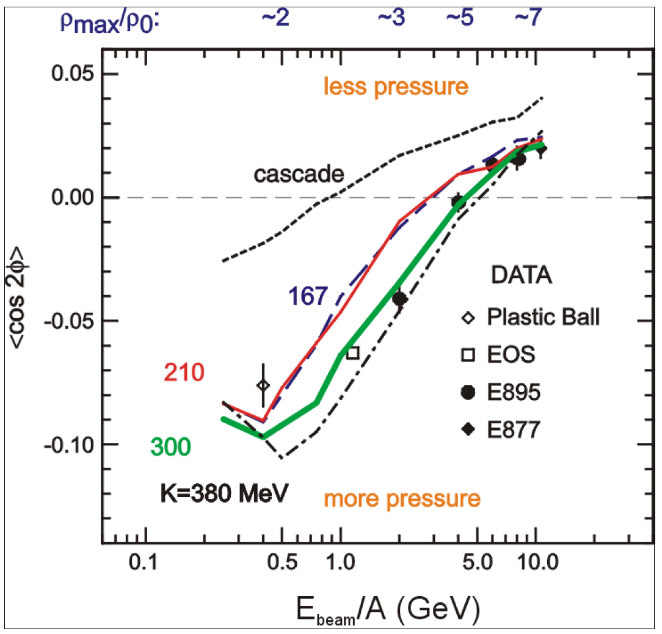 ρmax/ρ0: ~2 ~3 ~5 ~7
0.05
less pressure
cascade
0.00
<cos 2ϕ>
DATA
167
Plastic Ball
-0.05
EOS
210
E895
300
E877
-0.10
K=380 MeV
more pressure
0.1 0.5 1.0 5.0 10.0
Ebeam/A (GeV)